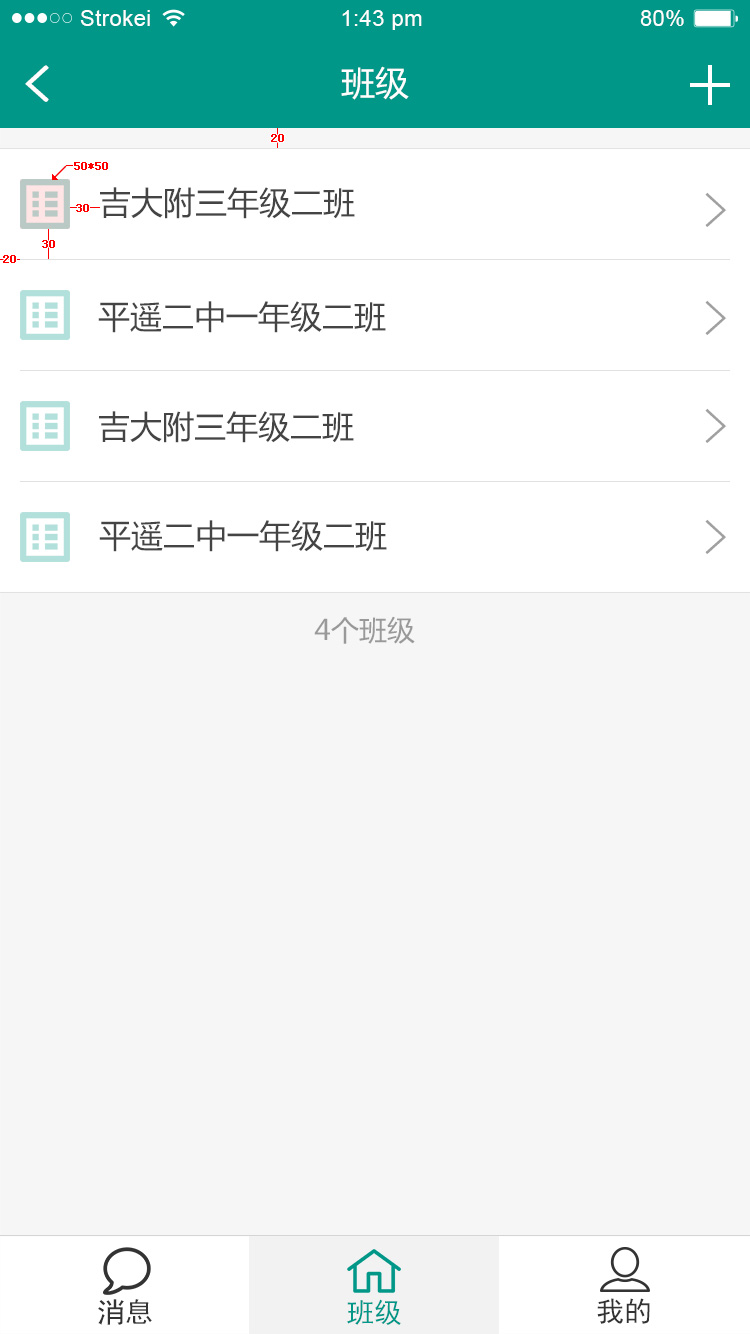 Strokei 1:43 pm 80%
班级
20
50*50
30 吉大附三年级二班
30
20
平遥二中一年级二班
吉大附三年级二班
平遥二中一年级二班
4个班级
消息 班级 我的